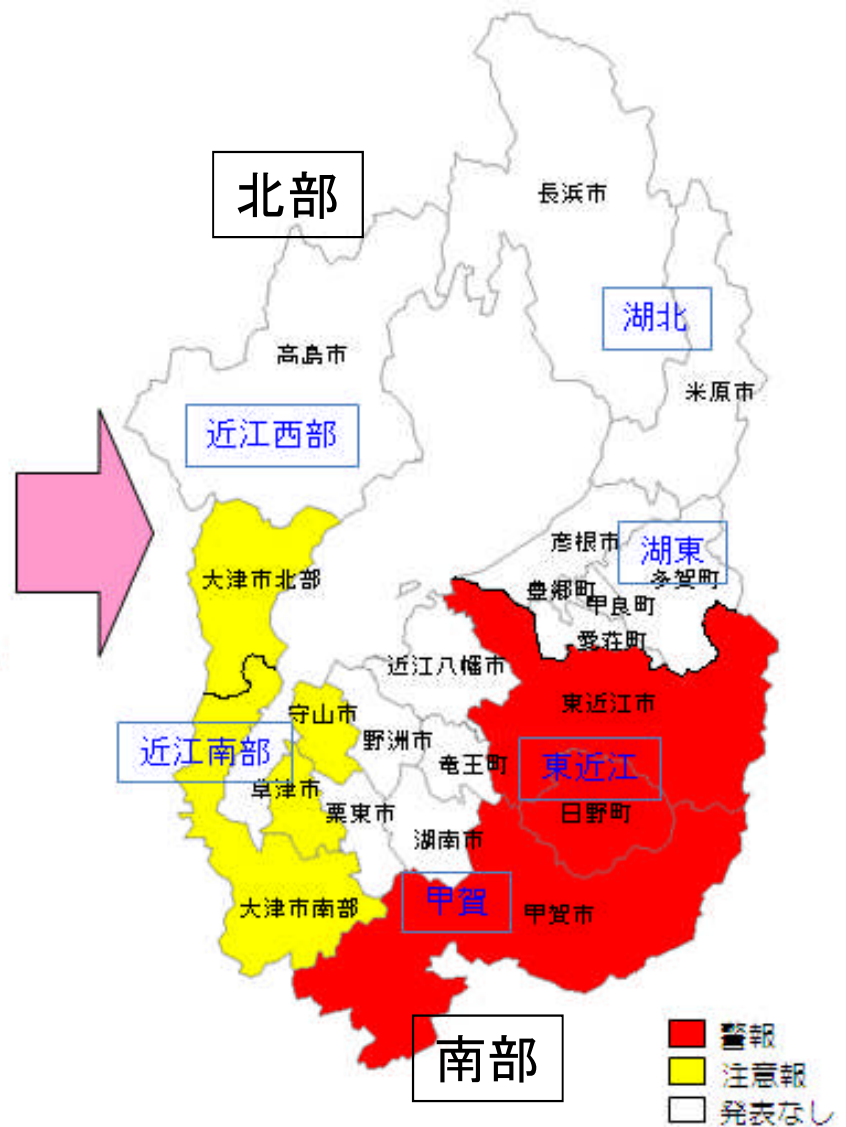 北部
長浜市
湖北
高島市
米原市
近江西部
彦根市
湖東
大津市北部
多賀町
豊郷町
甲良町
愛荘町
近江八幡市
東近江市
守山市
野洲市
近江南部
竜王町
東近江
草津市
栗東市
日野町
湖南市
甲賀
大津市南部
甲賀市
南部
警報
注意報
発表なし